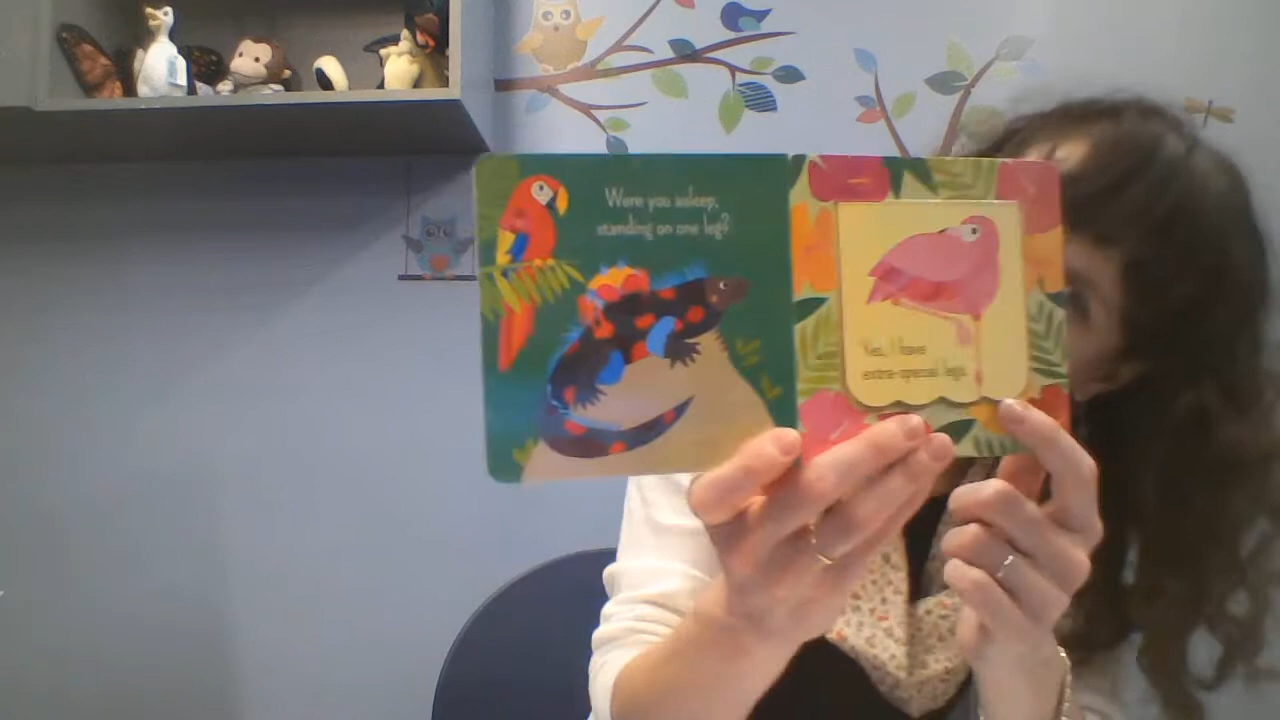 Were you asleep,
standing on one leg?
Yes, I have
extra-special legs.